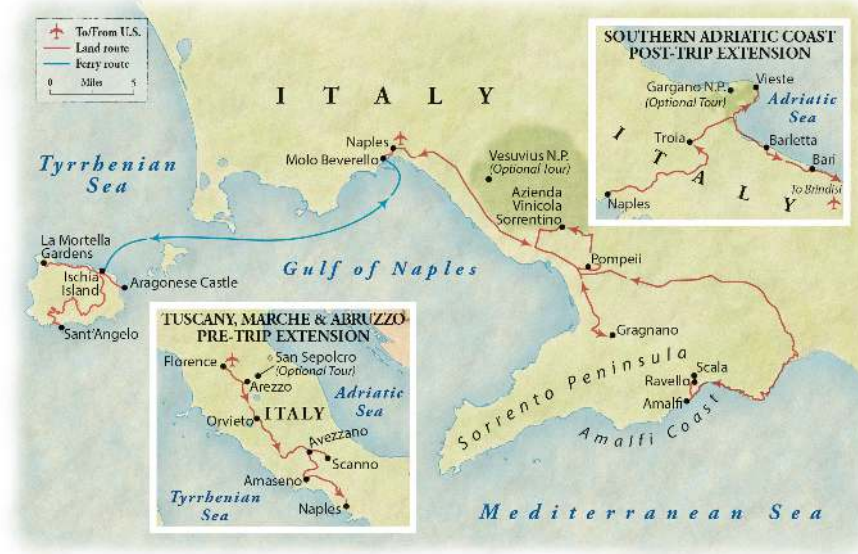 To/From U.S.
Land route
Ferry route
0 Miles 5
ITALY
Tyrrhenian
Sea
Naples
Molo Beverello
Vesuvius N.P.
(Optional Tour)
Azienda
Vinicola
Sorrentino
Pompeii
La Mortella
Gardens
Ischia
Island
Aragonese Castle
Sant'Angelo
Gulf of Naples
Gragnano
Sorrento Peninsula
Scala
Ravello
Amalfi
Amalfi Coast
Mediterranean Sea
SOUTHERN ADRIATIC COAST
POST-TRIP EXTENSION
Gargano N.P.
(Optional Tour)
Vieste
Adriatic
Sea
Troia
Barletta
Bari
To Brindisi
ITALY
Naples
TUSCANY, MARCHE & ABRUZZO
PRE-TRIP EXTENSION
Florence
San Sepolcro
(Optional Tour)
Arezzo
Adriatic
Sea
Orvieto
ITALY
Avezzano
Scanno
Amaseno
Tyrrhenian
Sea
Naples